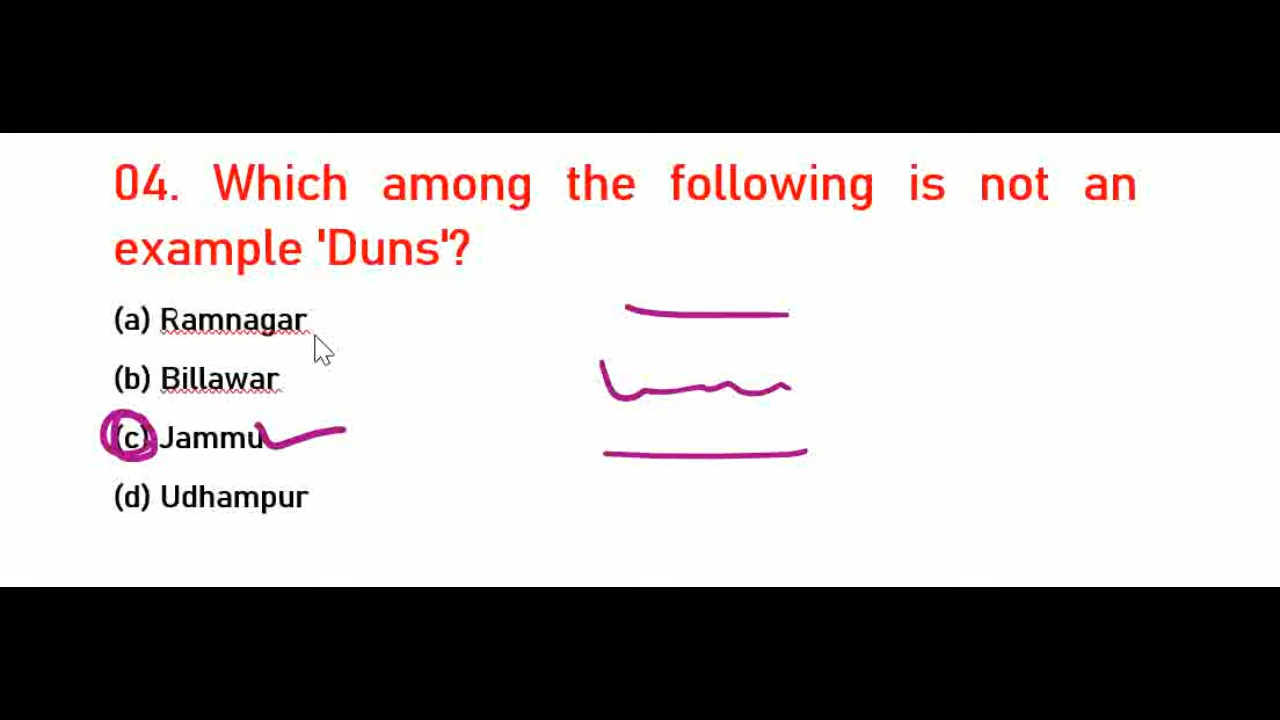 04. Which among the following is not an
example 'Duns'?
(a) Ramnagar
(b) Billawar
(c) Jammu
(d) Udhampur